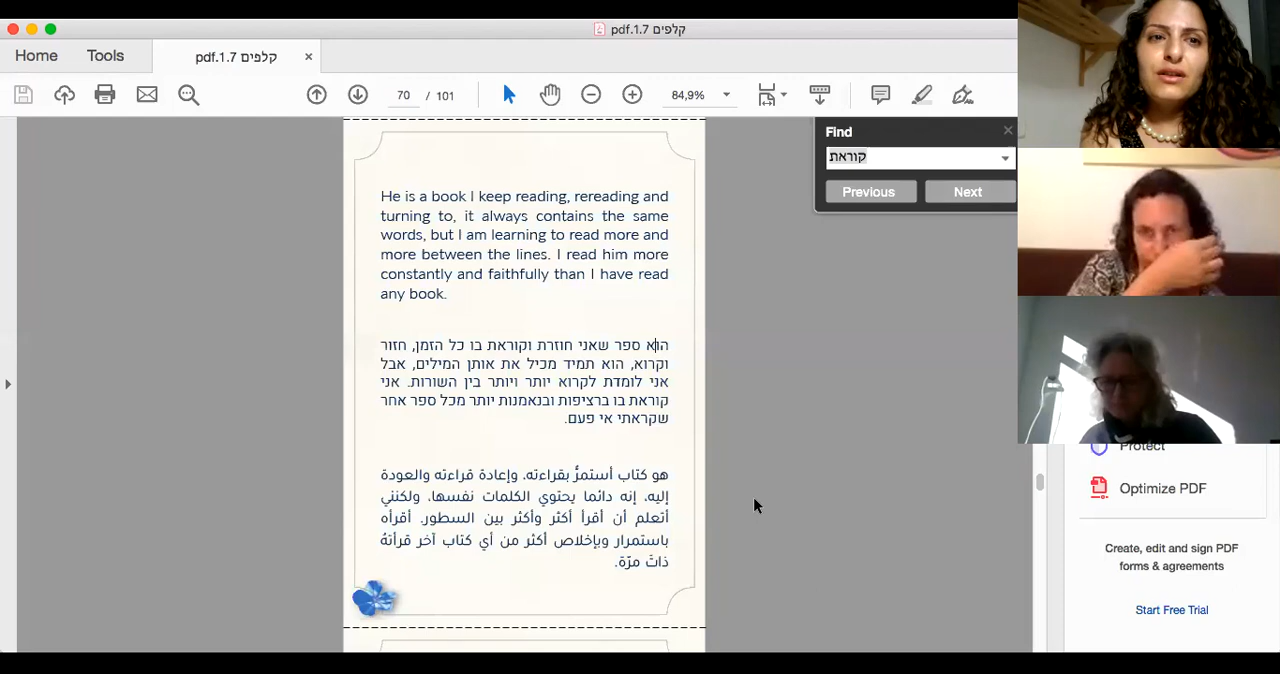 קלפים 1.7.pdf
Home
Tools
קלפים 1.7.pdf
70 / 101
84,9%
Find
קוראת
Previous
Next
He is a book I keep reading, rereading and
turning to, it always contains the same
words, but I am learning to read more and
more between the lines. I read him more
constantly and faithfully than I have read
any book.
הוא ספר שאני חוזרת וקוראת בו כל הזמן, חזור
וקרוא, הוא תמיד מכיל את אותן המילים, אבל
אני לומדת לקרוא יותר ויותר בין השורות. אני
קוראת בו ברציפות ובנאמנות יותר מכל ספר אחר
שקראתי אי פעם.
هو كتاب أستمرُّ بقراءته، وإعادة قراءته والعودة
إليه، إنه دائما يحتوي الكلمات نفسها، ولكنني
أتعلم أن أقرأ أكثر وأكثر بين السطور. أقرأه
باستمرار وبإخلاص أكثر من أي كتاب آخر قرأتهُ
ذاتَ مرّة.
Protect
Optimize PDF
Create, edit and sign PDF
forms & agreements
Start Free Trial